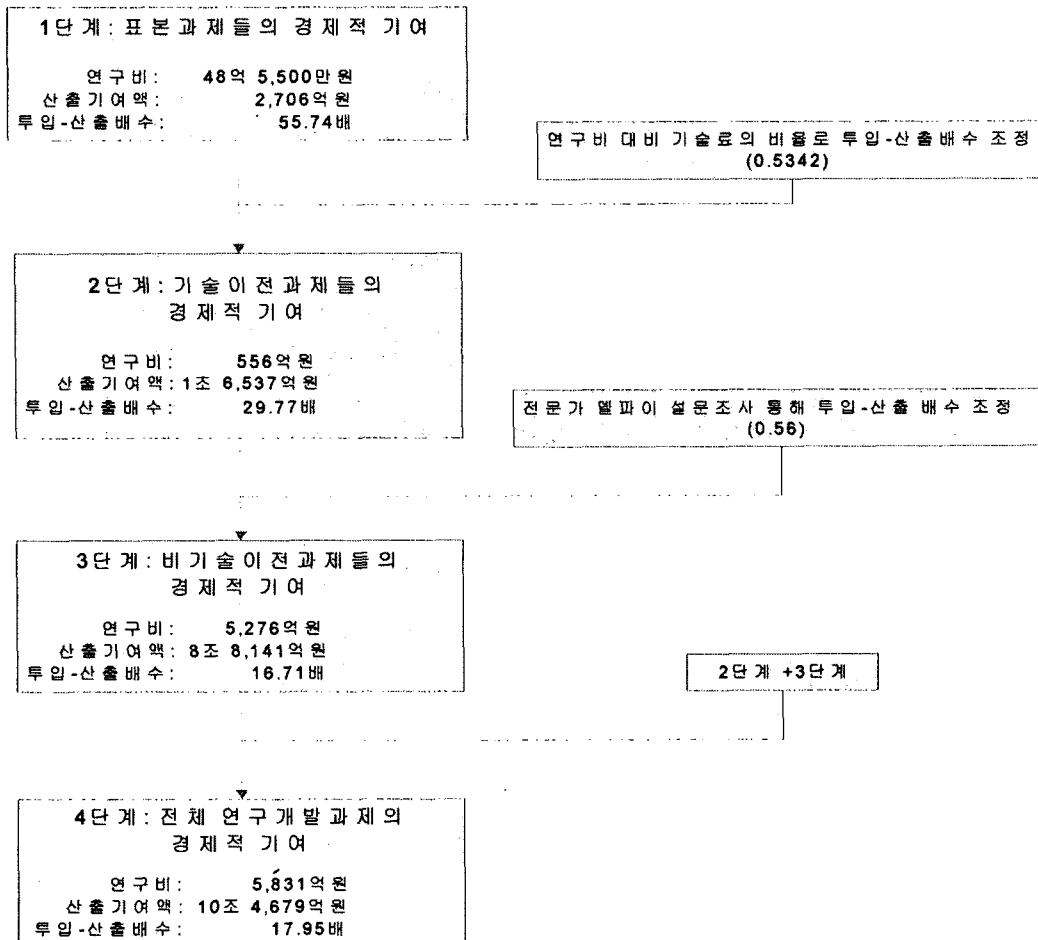 1단계: 표본과제들의 경제적 기여
연구비: 48억 5,500만원
산출기여액: 2,706억원
투입-산출배수: 55.74배
연구비 대비 기술료의 비율로 투입-산출배수 조정
(0.5342)
2단계: 기술이전과제들의
경제적 기여
연구비: 556억원
산출기여액: 1조 6,537억원
투입-산출배수: 29.77배
전문가 델파이 설문조사 통해 투입-산출 배수 조정
(0.56)
3단계: 비기술이전과제들의
경제적 기여
연구비: 5,276억원
산출기여액: 8조 8,141억원
투입-산출배수: 16.71배
2단계 +3단계
4단계: 전체 연구개발과제의
경제적 기여
연구비: 5,831억원
산출기여액: 10조 4,679억원
투입-산출배수: 17.95배